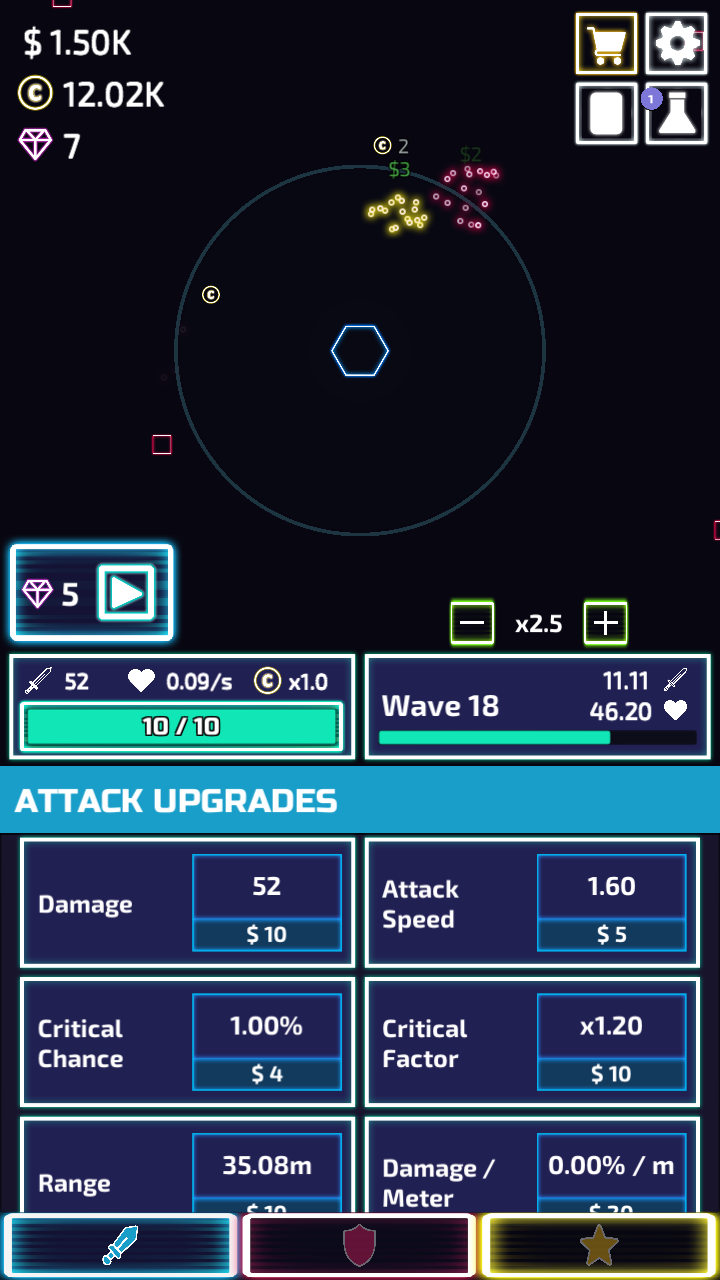 $ 1.50K
© 12.02K
7
1
© 2
$3
$2
©
5
x2.5
52
0.09/s
© x1.0
10 / 10
Wave 18
11.11
46.20
ATTACK UPGRADES
Damage
52
$ 10
Attack
Speed
1.60
$ 5
Critical
Chance
1.00%
$ 4
Critical
Factor
x1.20
$ 10
Range
35.08m
$ 10
Damage /
Meter
0.00% / m
$ 20